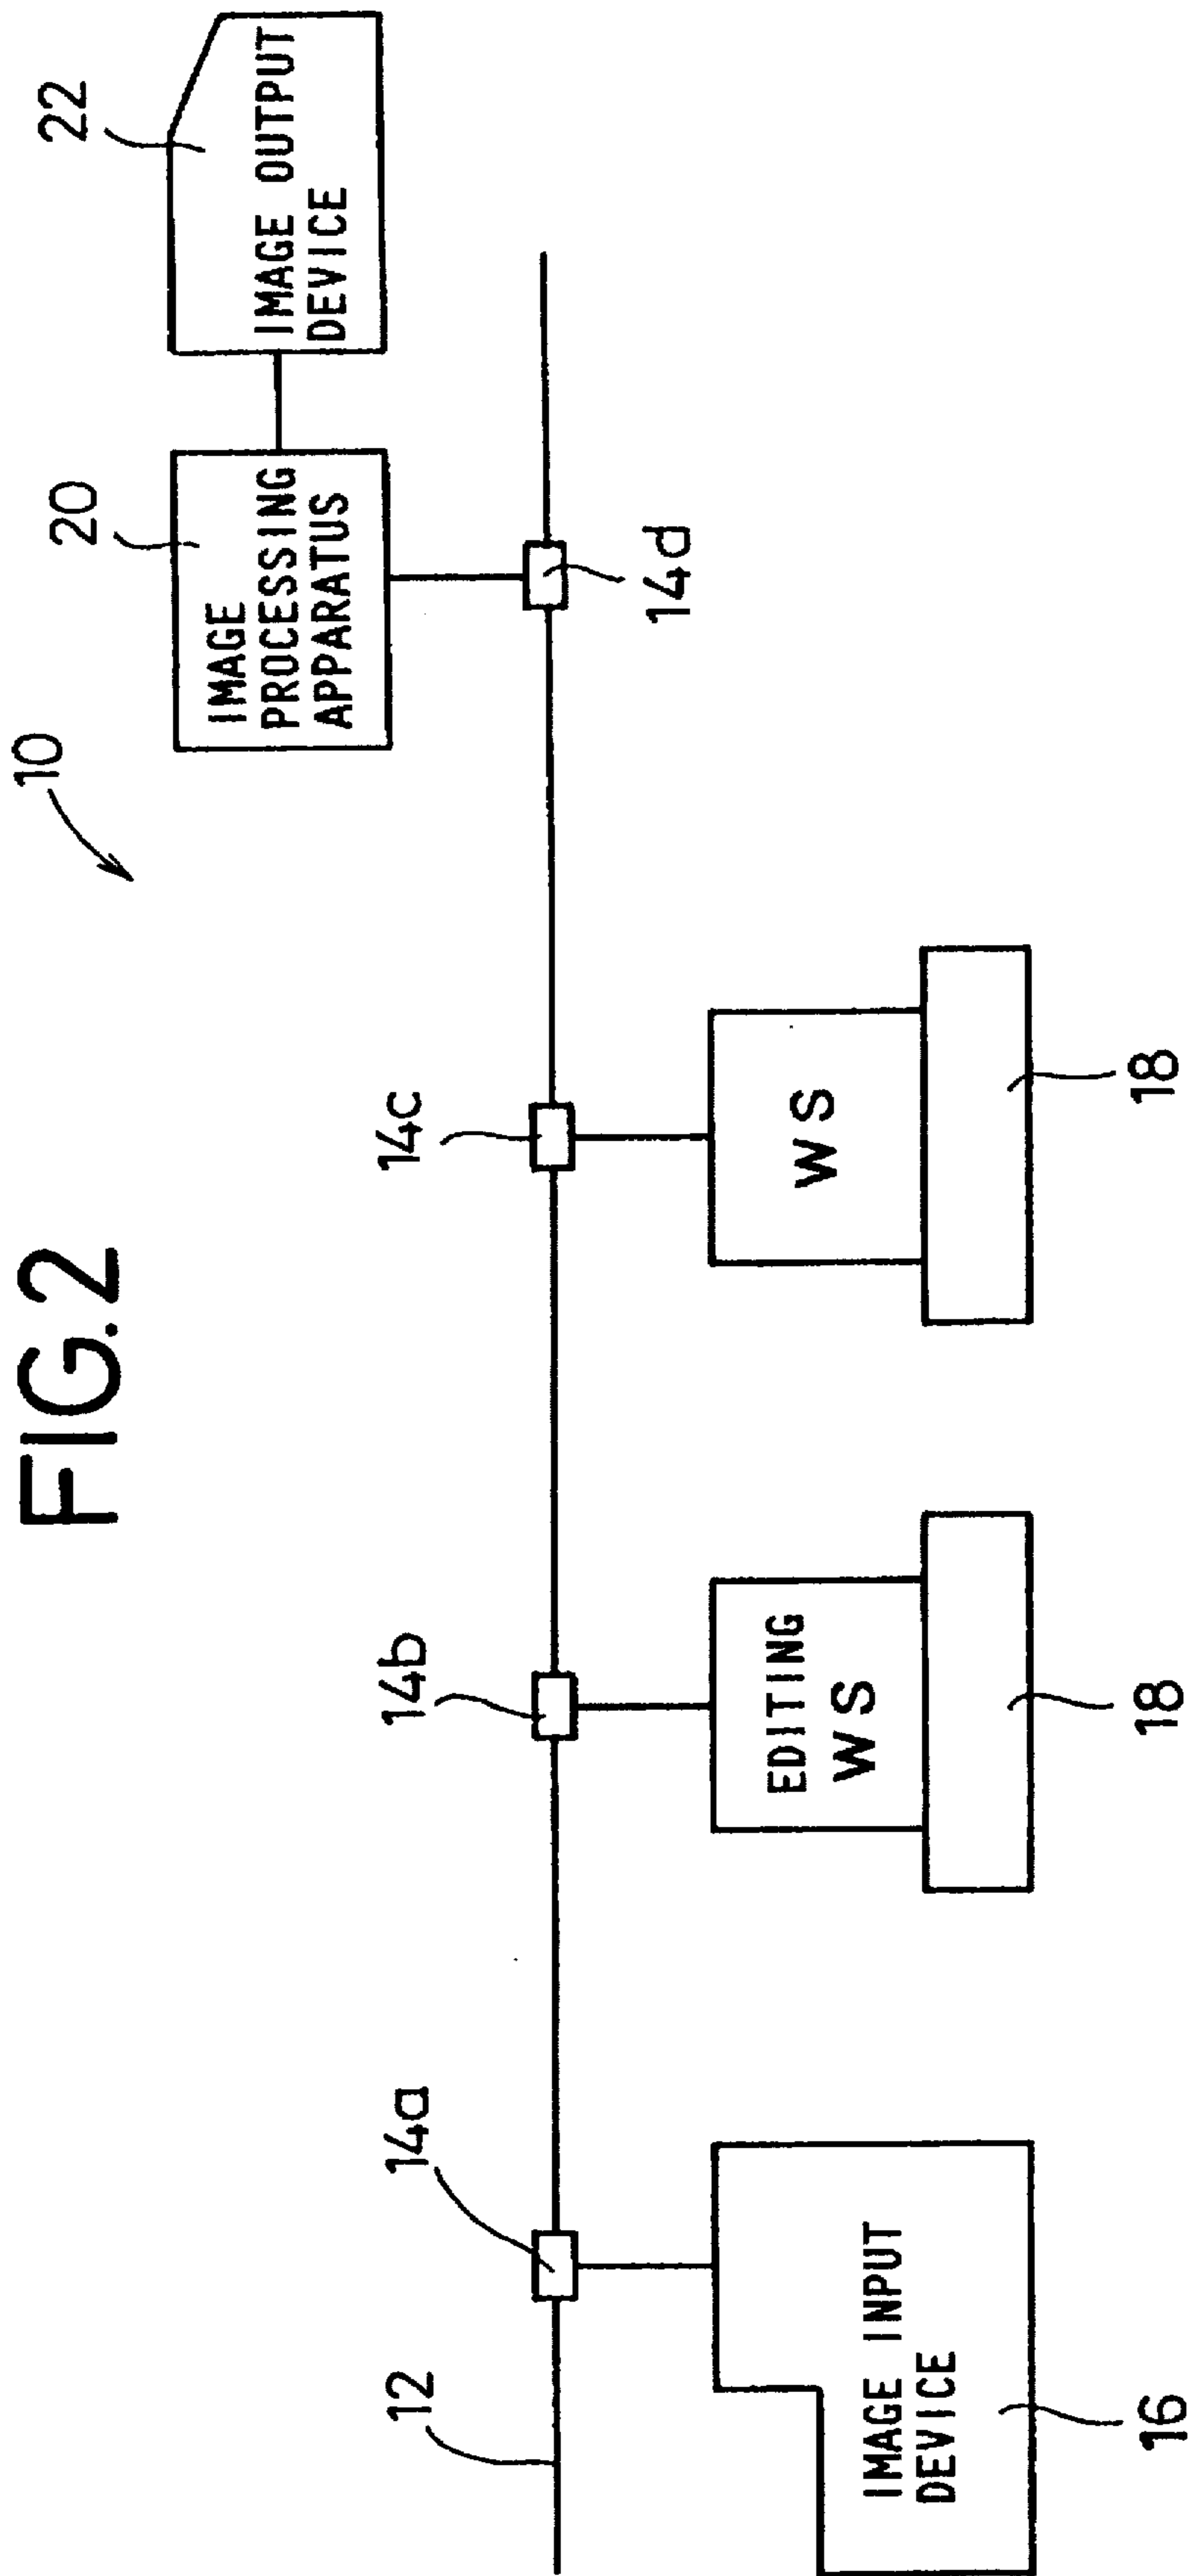 FIG.2
10
22
IMAGE OUTPUT
DEVICE
20
IMAGE
PROCESSING
APPARATUS
14a
14b
14c
14d
12
IMAGE INPUT
DEVICE
16
EDITING
WS
18
WS
18